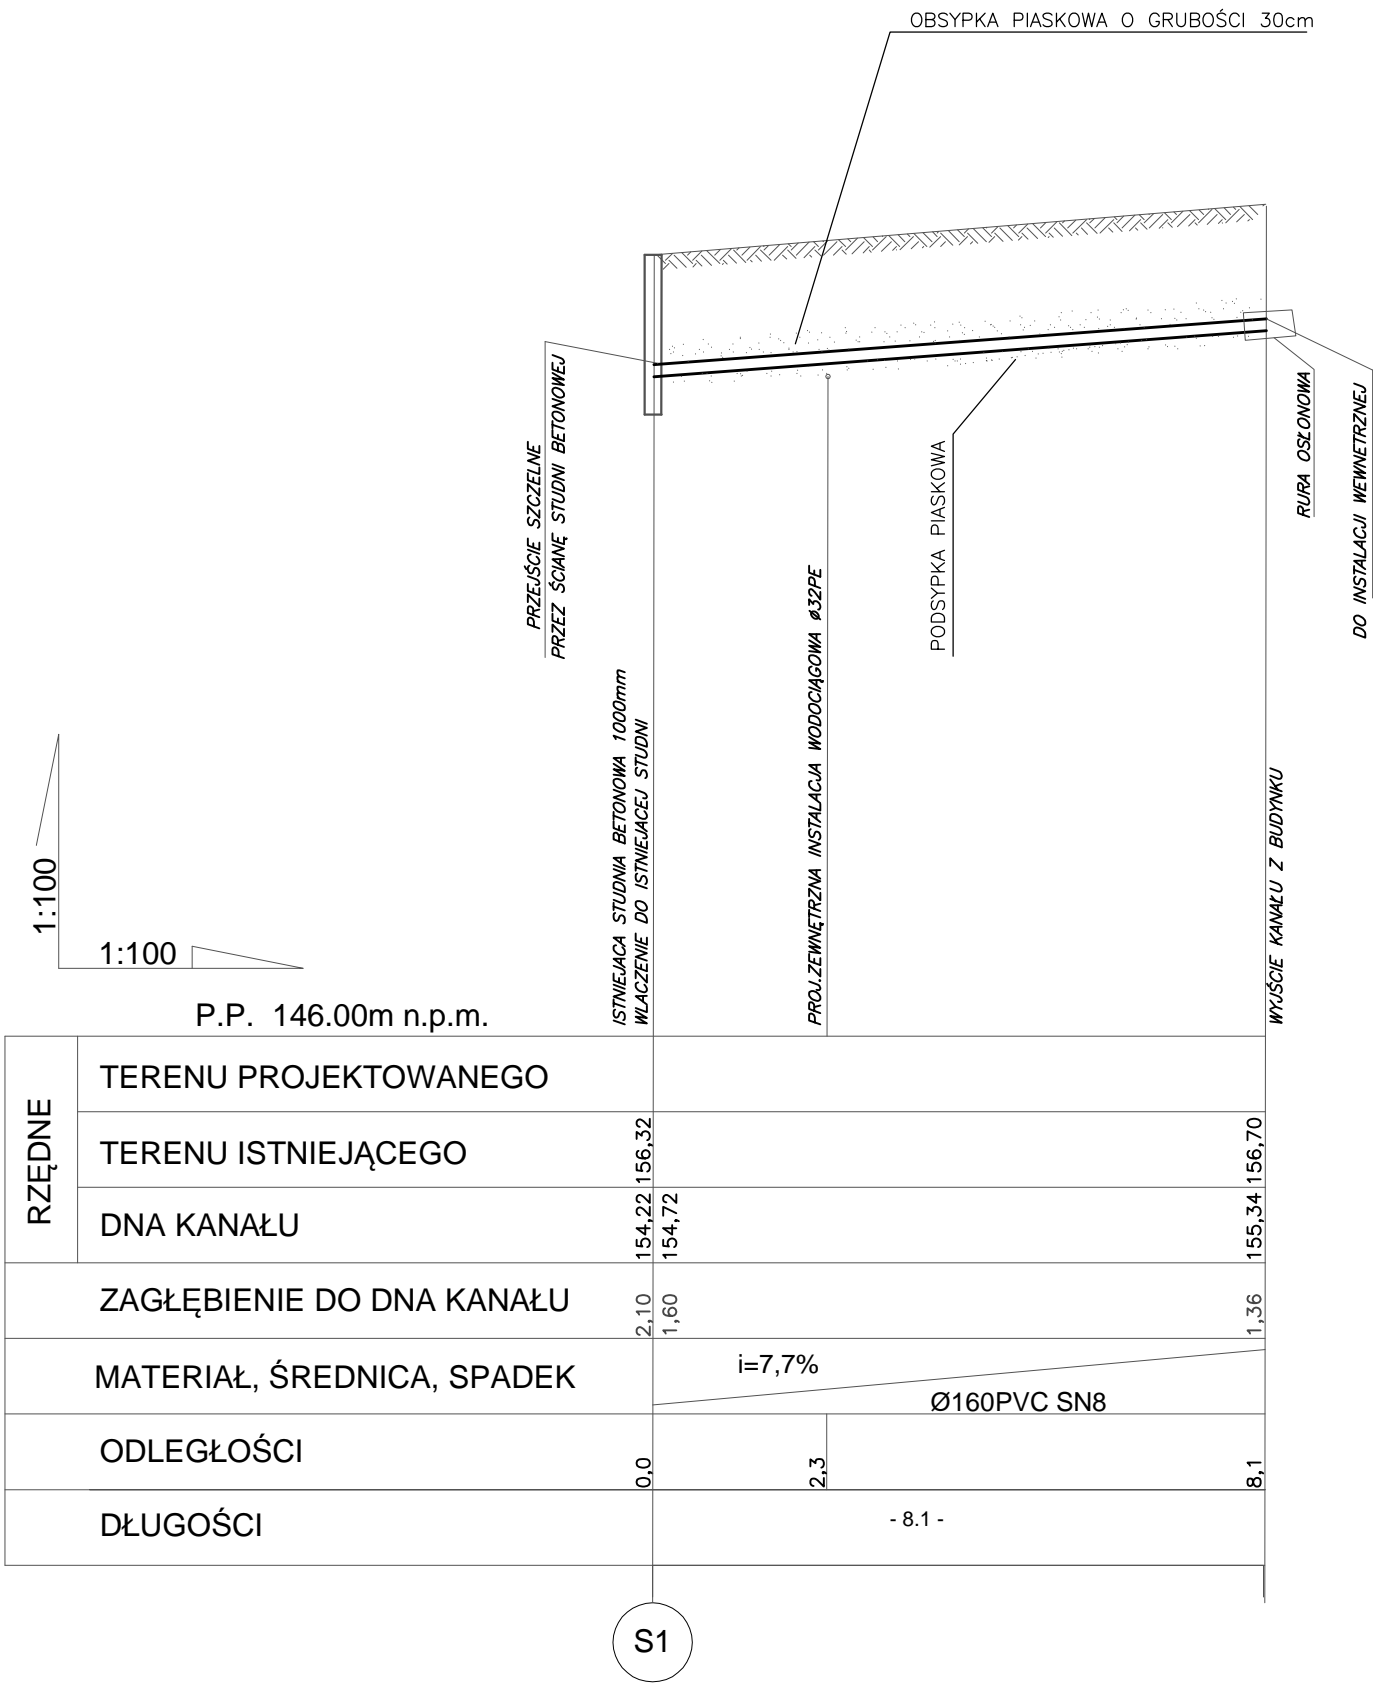 OBSYPKA PIASKOWA O GRUBOŚCI 30cm
PRZEJŚCIE SZCZELNE
PRZEZ ŚCIANĘ STUDNI BETONOWEJ
ISTNIEJACA STUDNIA BETONOWA 1000mm
WLACZENIE DO ISTNIEJACEJ STUDNI
PROJ.ZEWNĘTRZNA INSTALACJA WODOCIĄGOWA ø32PE
PODSYPKA PIASKOWA
RURA OSŁONOWA
DO INSTALACJI WEWNETRZNEJ
WYJŚCIE KANAŁU Z BUDYNKU
1:100
1:100
P.P. 146.00m n.p.m.
RZĘDNE
TERENU PROJEKTOWANEGO
TERENU ISTNIEJĄCEGO
156,32
156,70
DNA KANAŁU
154,22
154,72
155,34
ZAGŁĘBIENIE DO DNA KANAŁU
2,10
1,60
1,36
MATERIAŁ, ŚREDNICA, SPADEK
i=7,7%
Ø160PVC SN8
ODLEGŁOŚCI
0,0
2,3
8,1
DŁUGOŚCI
- 8.1 -
S1